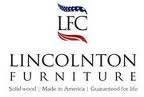 LFC
LINCOLNTON
FURNITURE
Solid wood | Made in America | Guaranteed for life